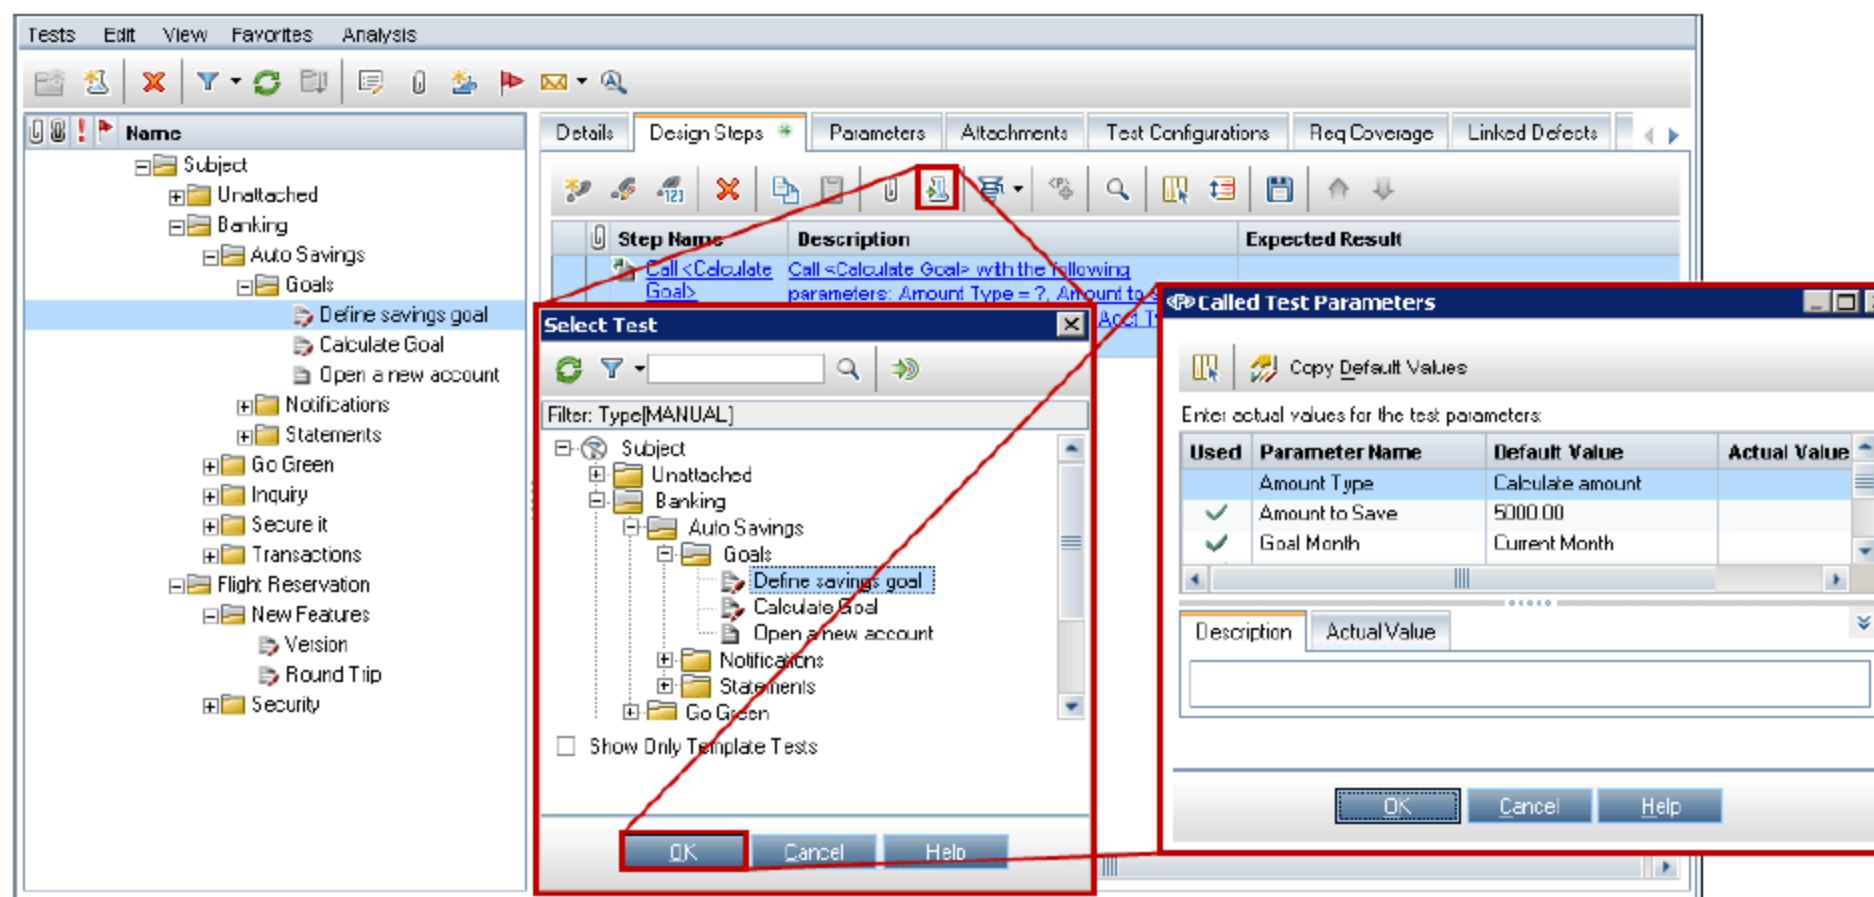 Tests Edit View Favorites Analysis
Name
Subject
Unattached
Banking
Auto Savings
Goals
Define savings goal
Calculate Goal
Open a new account
Notifications
Statements
Go Green
Inquiry
Secure it
Transactions
Flight Reservation
New Features
Version
Round Trip
Security
Details Design Steps Parameters Attachments Test Configurations Req Coverage Linked Defects
Step Name Description Expected Result
Call <Calculate Goal>
Call <Calculate Goal> with the following
parameters: Amount Type = ?, Amount to
Acct T
Select Test
Filter: Type[MANUAL]
Subject
Unattached
Banking
Auto Savings
Goals
Define savings goal
Calculate Goal
Open a new account
Notifications
Statements
Go Green
Show Only Template Tests
OK Cancel Help
<P> Called Test Parameters
Copy Default Values
Enter actual values for the test parameters:
Used Parameter Name Default Value Actual Value
Amount Type Calculate amount
Amount to Save 5000.00
Goal Month Current Month
Description Actual Value
OK Cancel Help